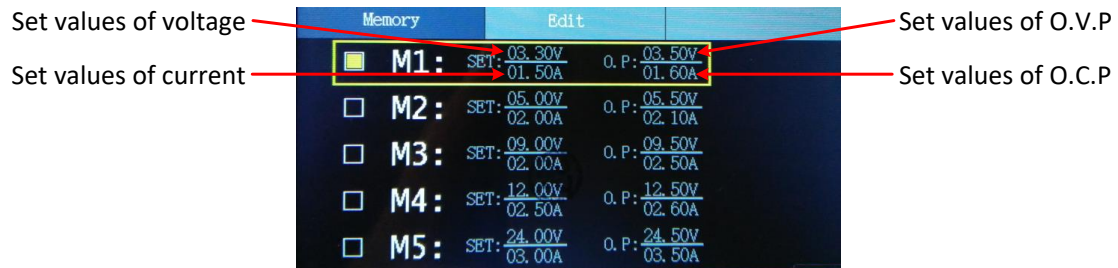 Memory Edit
Set values of voltage
Set values of O.V.P
M1: SET: 03.30V O.P: 03.50V
01.50A 01.60A
Set values of current
Set values of O.C.P
M2: SET: 05.00V O.P: 05.50V
02.00A 02.10A
M3: SET: 09.00V O.P: 09.50V
02.00A 02.50A
M4: SET: 12.00V O.P: 12.50V
02.50A 02.60A
M5: SET: 24.00V O.P: 24.50V
03.00A 03.50A